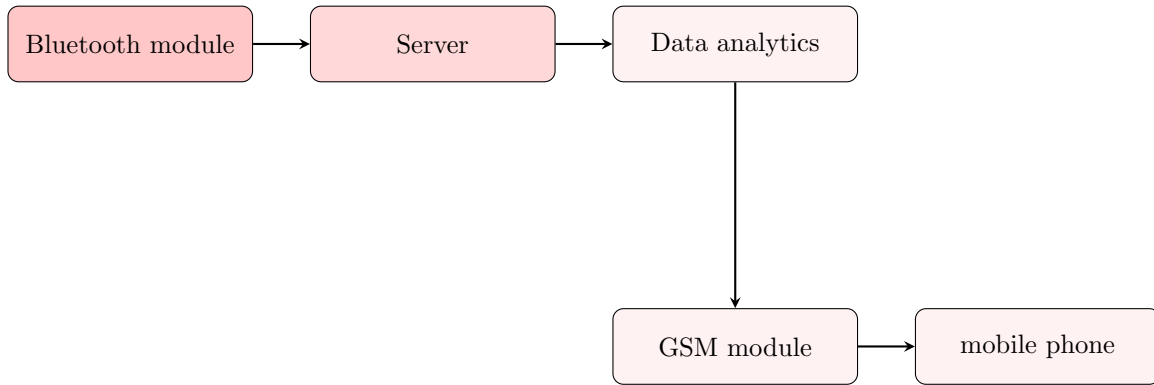 Bluetooth module
Server
Data analytics
GSM module
mobile phone